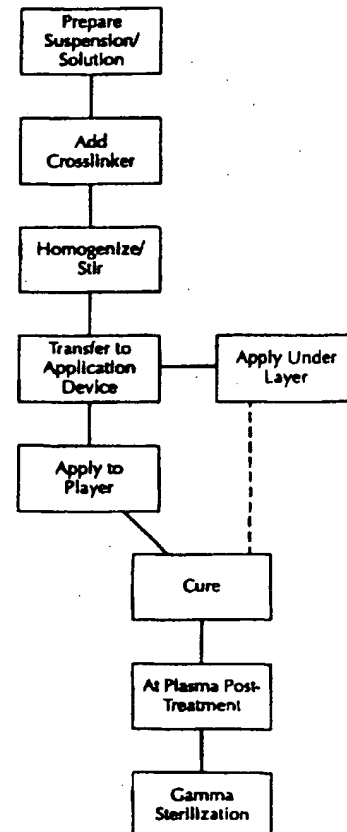 Prepare
Suspension/
Solution
Add
Crosslinker
Homogenize/
Stir
Transfer to
Application
Device
Apply Under
Layer
Apply to
Player
Cure
At Plasma Post-
Treatment
Gamma
Sterilization